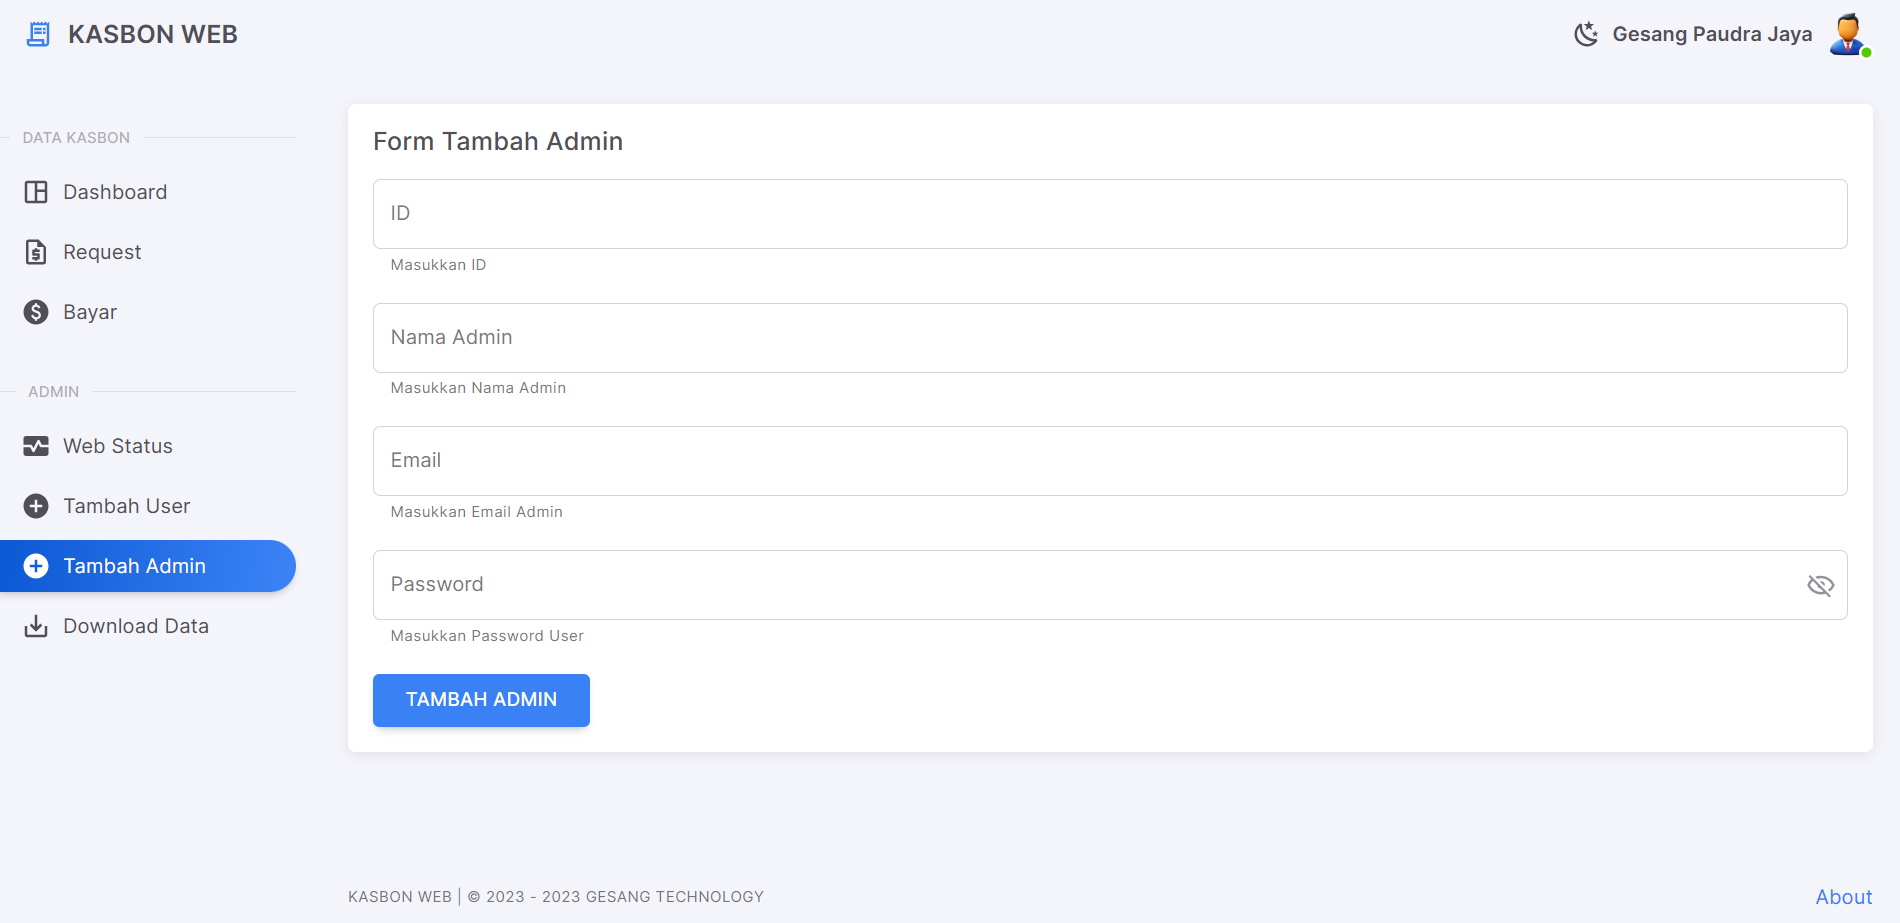 KASBON WEB
Gesang Paudra Jaya
DATA KASBON
Dashboard
Request
Bayar
ADMIN
Web Status
Tambah User
Tambah Admin
Download Data
Form Tambah Admin
ID
Masukkan ID
Nama Admin
Masukkan Nama Admin
Email
Masukkan Email Admin
Password
Masukkan Password User
TAMBAH ADMIN
KASBON WEB | © 2023 - 2023 GESANG TECHNOLOGY
About